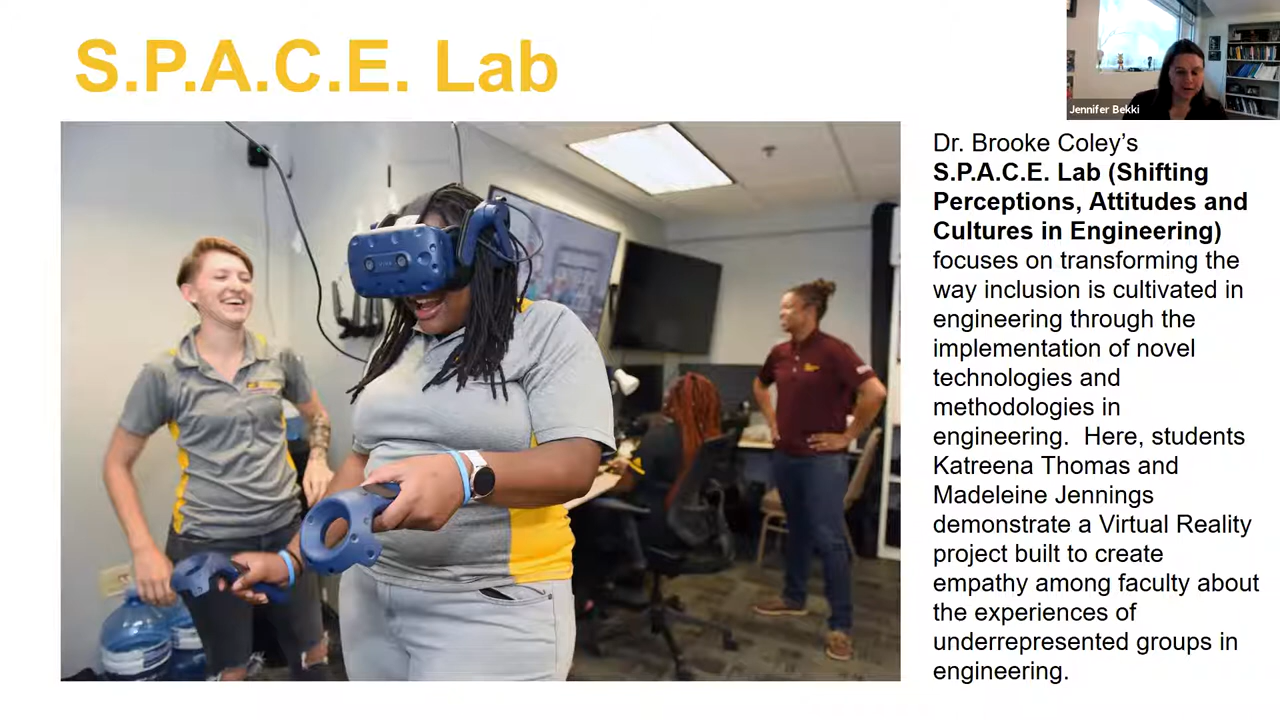 S.P.A.C.E. Lab
Jennifer Bekki
Dr. Brooke Coley’s
S.P.A.C.E. Lab (Shifting
Perceptions, Attitudes and
Cultures in Engineering)
focuses on transforming the
way inclusion is cultivated in
engineering through the
implementation of novel
technologies and
methodologies in
engineering.  Here, students
Katreena Thomas and
Madeleine Jennings
demonstrate a Virtual Reality
project built to create
empathy among faculty about
the experiences of
underrepresented groups in
engineering.